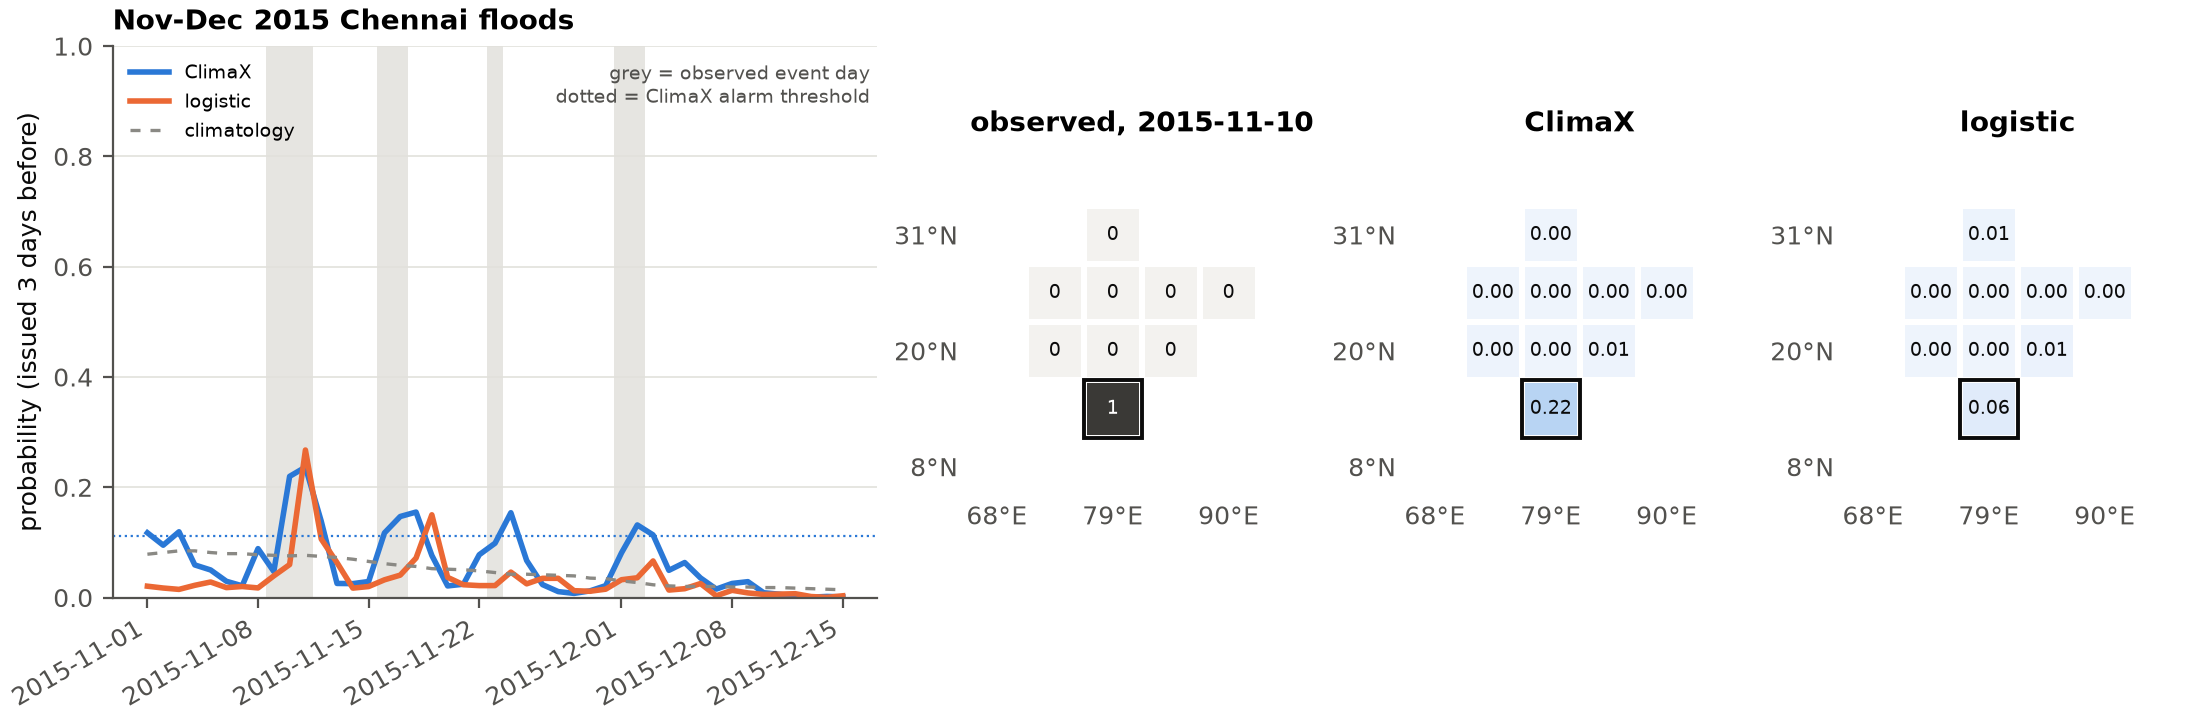 Nov-Dec 2015 Chennai floods
probability (issued 3 days before)
1.0
0.8
0.6
0.4
0.2
0.0
ClimaX
logistic
climatology
grey = observed event day
dotted = ClimaX alarm threshold
2015-11-01
2015-11-08
2015-11-15
2015-11-22
2015-12-01
2015-12-08
2015-12-15
observed, 2015-11-10
31°N 0
0 0 0 0
20°N 0 0 0
1
8°N
68°E 79°E 90°E
ClimaX
31°N 0.00
0.00 0.00 0.00 0.00
20°N 0.00 0.00 0.01
0.22
8°N
68°E 79°E 90°E
logistic
31°N 0.01
0.00 0.00 0.00 0.00
20°N 0.00 0.00 0.01
0.06
8°N
68°E 79°E 90°E